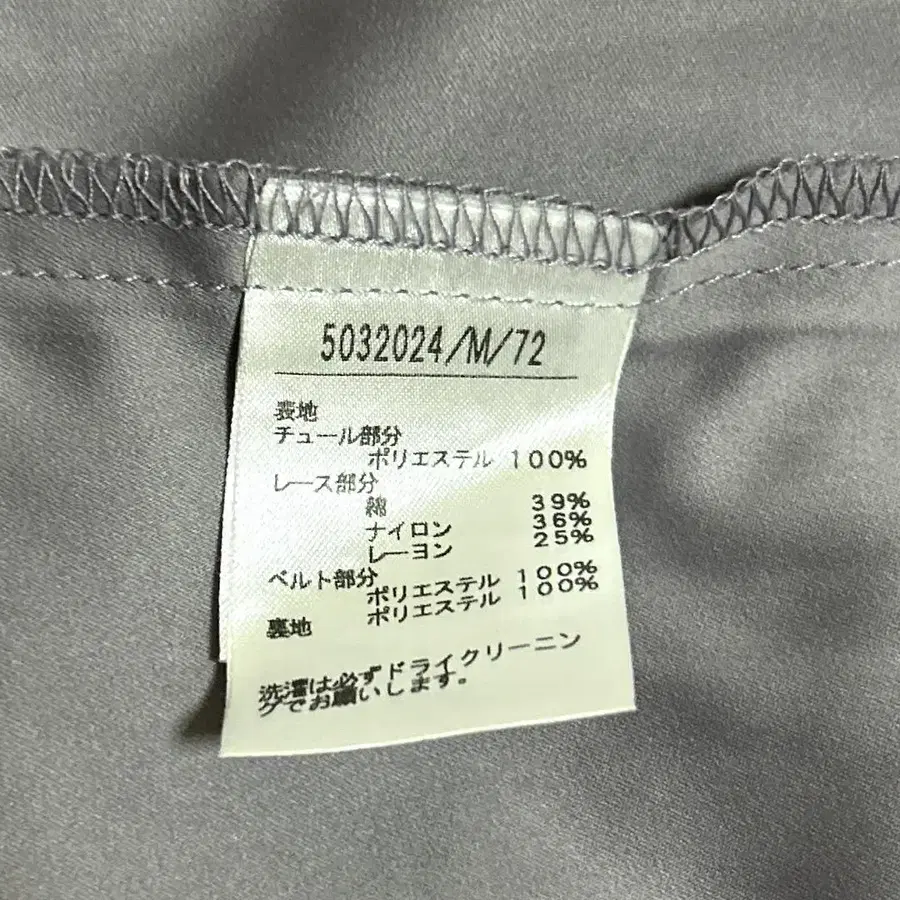 5032024/M/72
表地
チュール部分
ポリエステル 100%
レース部分
綿 39%
ナイロン 36%
レーヨン 25%
ベルト部分
ポリエステル 100%
裏地 ポリエステル 100%
洗濯は必ずドライクリーニン
グでお願いします。